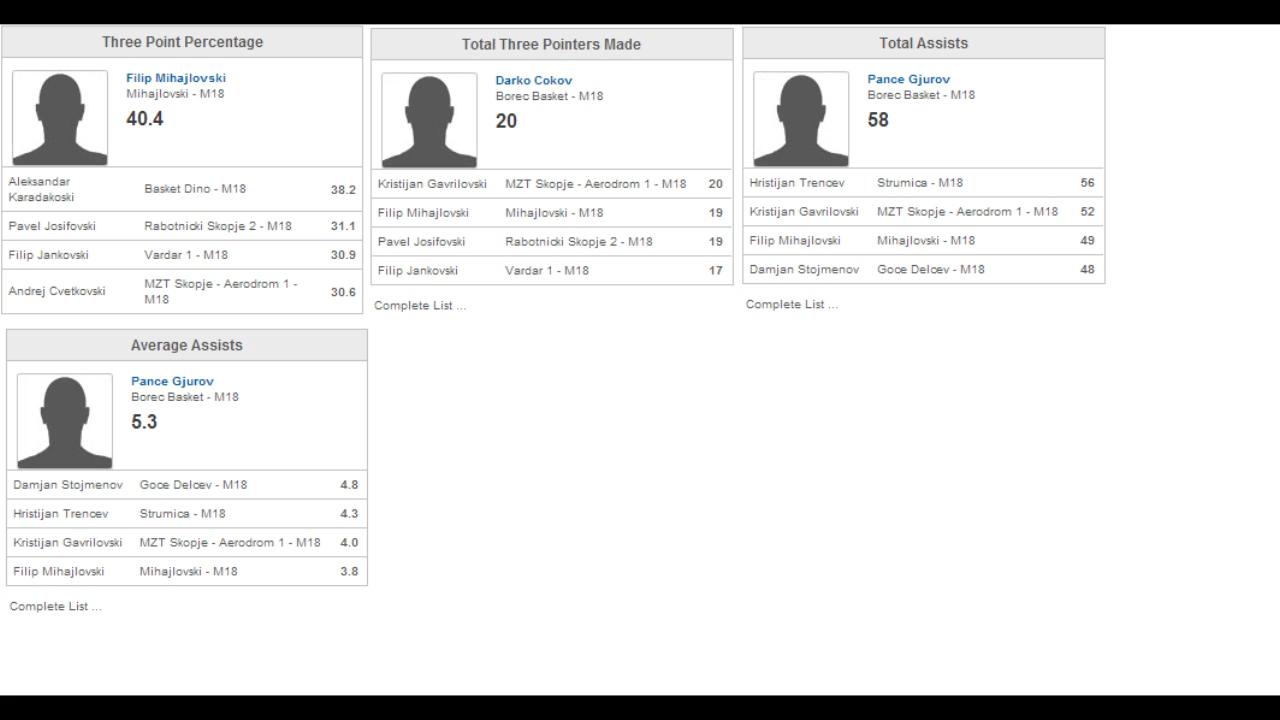 Three Point Percentage
Filip Mihajlovski
Mihajlovski - M18
40.4
Aleksandar Karadakoski Basket Dino - M18 38.2
Pavel Josifovski Rabotnicki Skopje 2 - M18 31.1
Filip Jankovski Vardar 1 - M18 30.9
Andrej Cvetkovski MZT Skopje - Aerodrom 1 - M18 30.6
Total Three Pointers Made
Darko Cokov
Borec Basket - M18
20
Kristijan Gavrilovski MZT Skopje - Aerodrom 1 - M18 20
Filip Mihajlovski Mihajlovski - M18 19
Pavel Josifovski Rabotnicki Skopje 2 - M18 19
Filip Jankovski Vardar 1 - M18 17
Complete List ...
Total Assists
Pance Gjurov
Borec Basket - M18
58
Hristijan Trencev Strumica - M18 56
Kristijan Gavrilovski MZT Skopje - Aerodrom 1 - M18 52
Filip Mihajlovski Mihajlovski - M18 49
Damjan Stojmenov Goce Delcev - M18 48
Complete List ...
Average Assists
Pance Gjurov
Borec Basket - M18
5.3
Damjan Stojmenov Goce Delcev - M18 4.8
Hristijan Trencev Strumica - M18 4.3
Kristijan Gavrilovski MZT Skopje - Aerodrom 1 - M18 4.0
Filip Mihajlovski Mihajlovski - M18 3.8
Complete List ...